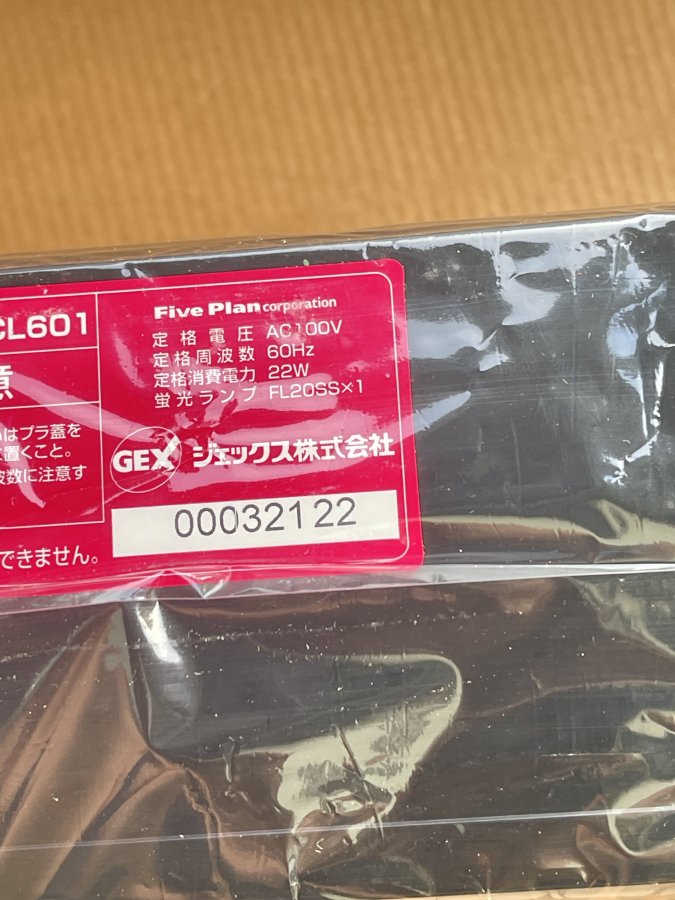 CL601
意
Five Plan corporation
定格電圧 AC100V
定格周波数 60Hz
定格消費電力 22W
蛍光ランプ FL20SS×1
はプラ蓋を
に置くこと。
波数に注意す
GEX ジェックス株式会社
00032122
できません。